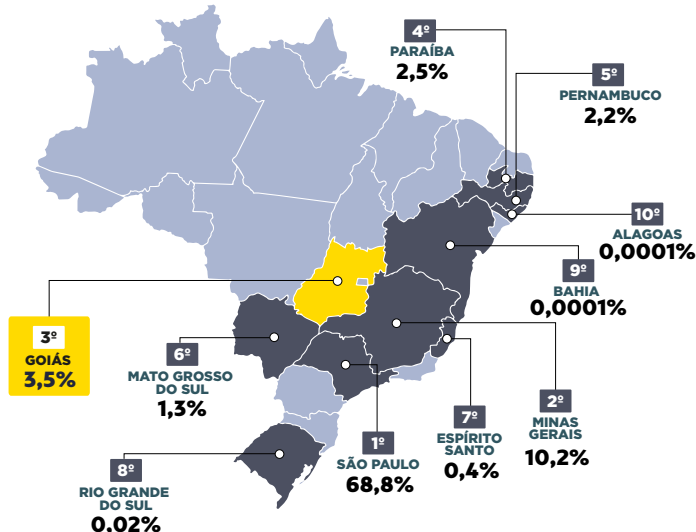 4º
PARAÍBA
2,5%
5º
PERNAMBUCO
2,2%
10º
ALAGOAS
0,0001%
9º
BAHIA
0,0001%
3º
GOIÁS
3,5%
6º
MATO GROSSO
DO SUL
1,3%
8º
RIO GRANDE
DO SUL
0,02%
1º
SÃO PAULO
68,8%
7º
ESPÍRITO
SANTO
0,4%
2º
MINAS
GERAIS
10,2%